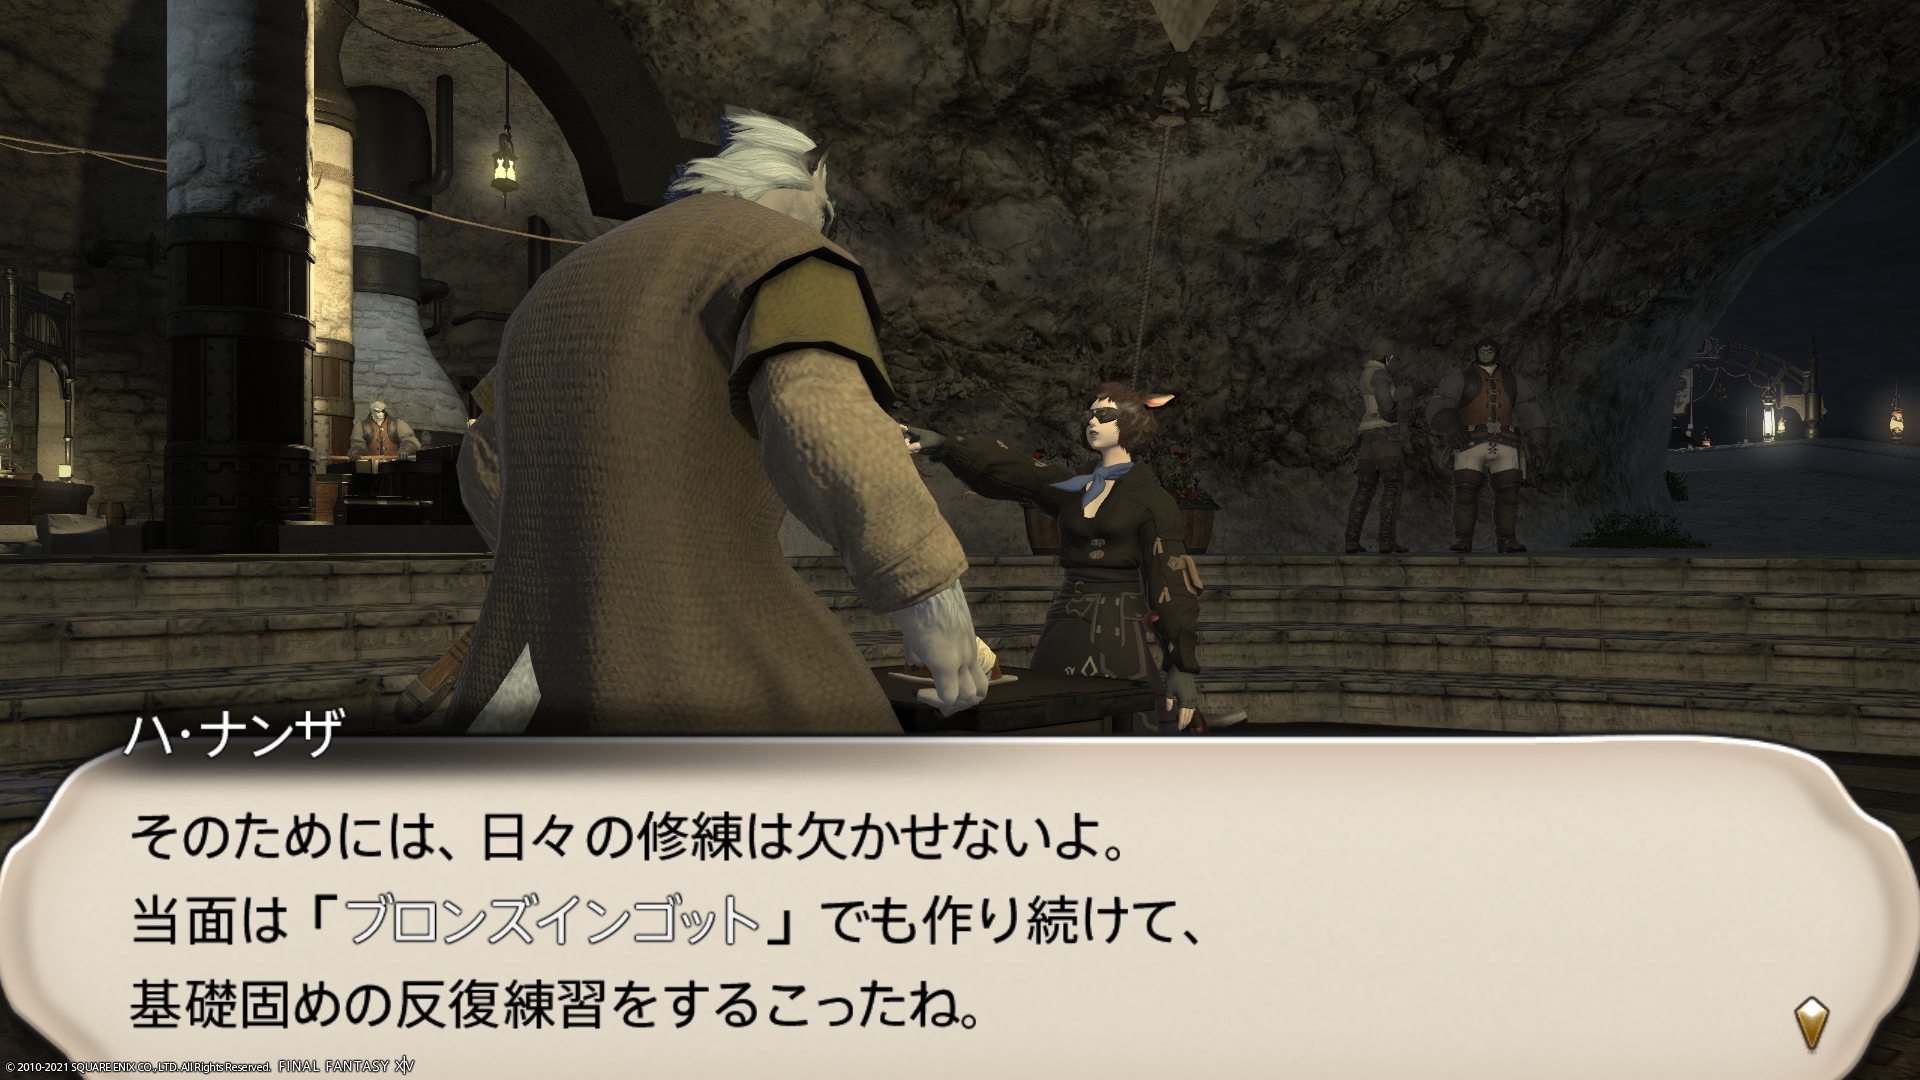 ハ・ナンザ
そのためには、日々の修練は欠かせないよ。
当面は「ブロンズインゴット」でも作り続けて、
基礎固めの反復練習をするこったね。
© 2010-2021 SQUARE ENIX CO., LTD. All Rights Reserved. FINAL FANTASY XIV